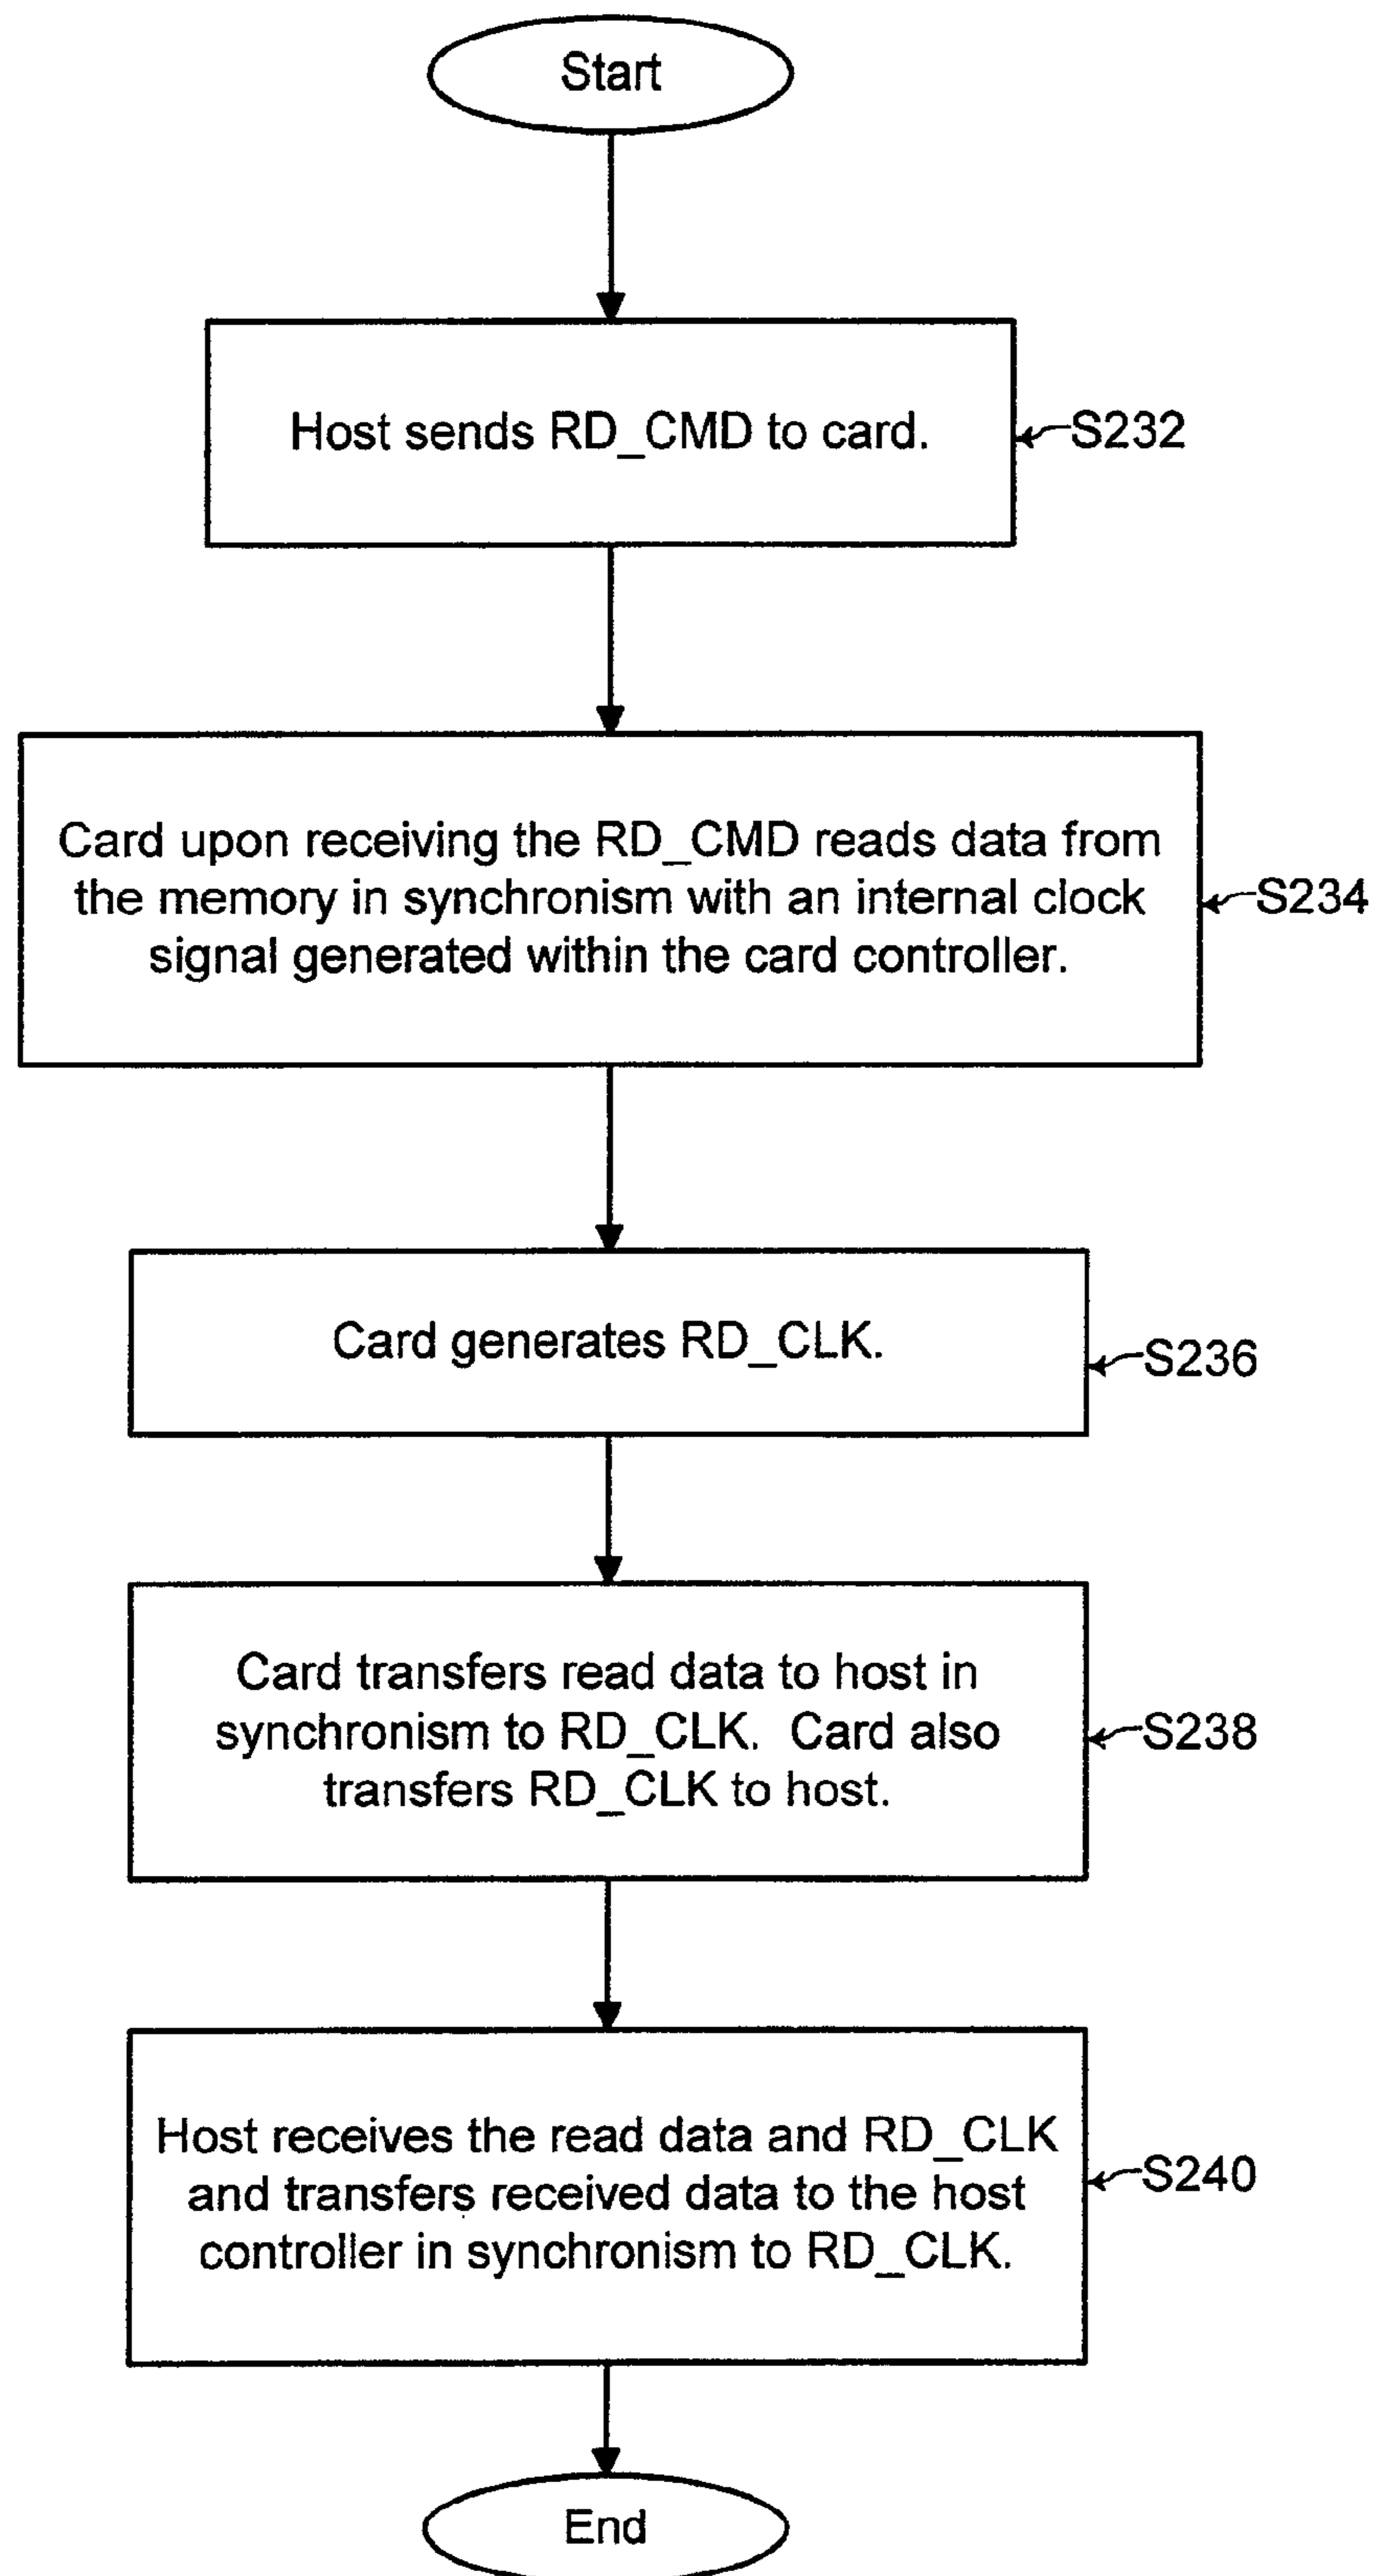 Start
Host sends RD_CMD to card.
S232
Card upon receiving the RD_CMD reads data from
the memory in synchronism with an internal clock
signal generated within the card controller.
S234
Card generates RD_CLK.
S236
Card transfers read data to host in
synchronism to RD_CLK. Card also
transfers RD_CLK to host.
S238
Host receives the read data and RD_CLK
and transfers received data to the host
controller in synchronism to RD_CLK.
S240
End